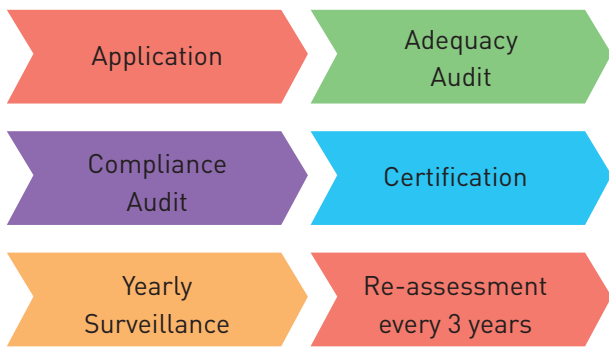 Application
Adequacy
Audit
Compliance
Audit
Certification
Yearly
Surveillance
Re-assessment
every 3 years